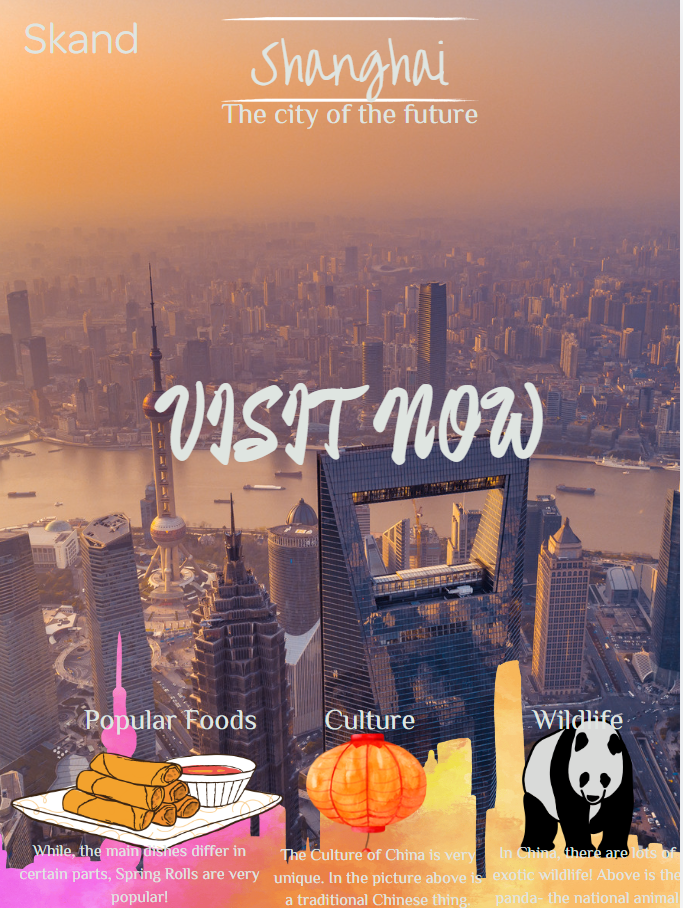 Skand
Shanghai
The city of the future
VISIT NOW
Popular Foods
Culture
Wildlife
While, the main dishes differ in
certain parts, Spring Rolls are very
popular!
The Culture of China is very
unique. In the picture above is
a traditional Chinese thing.
In China, there are lots of
exotic wildlife! Above is the
panda- the national animal